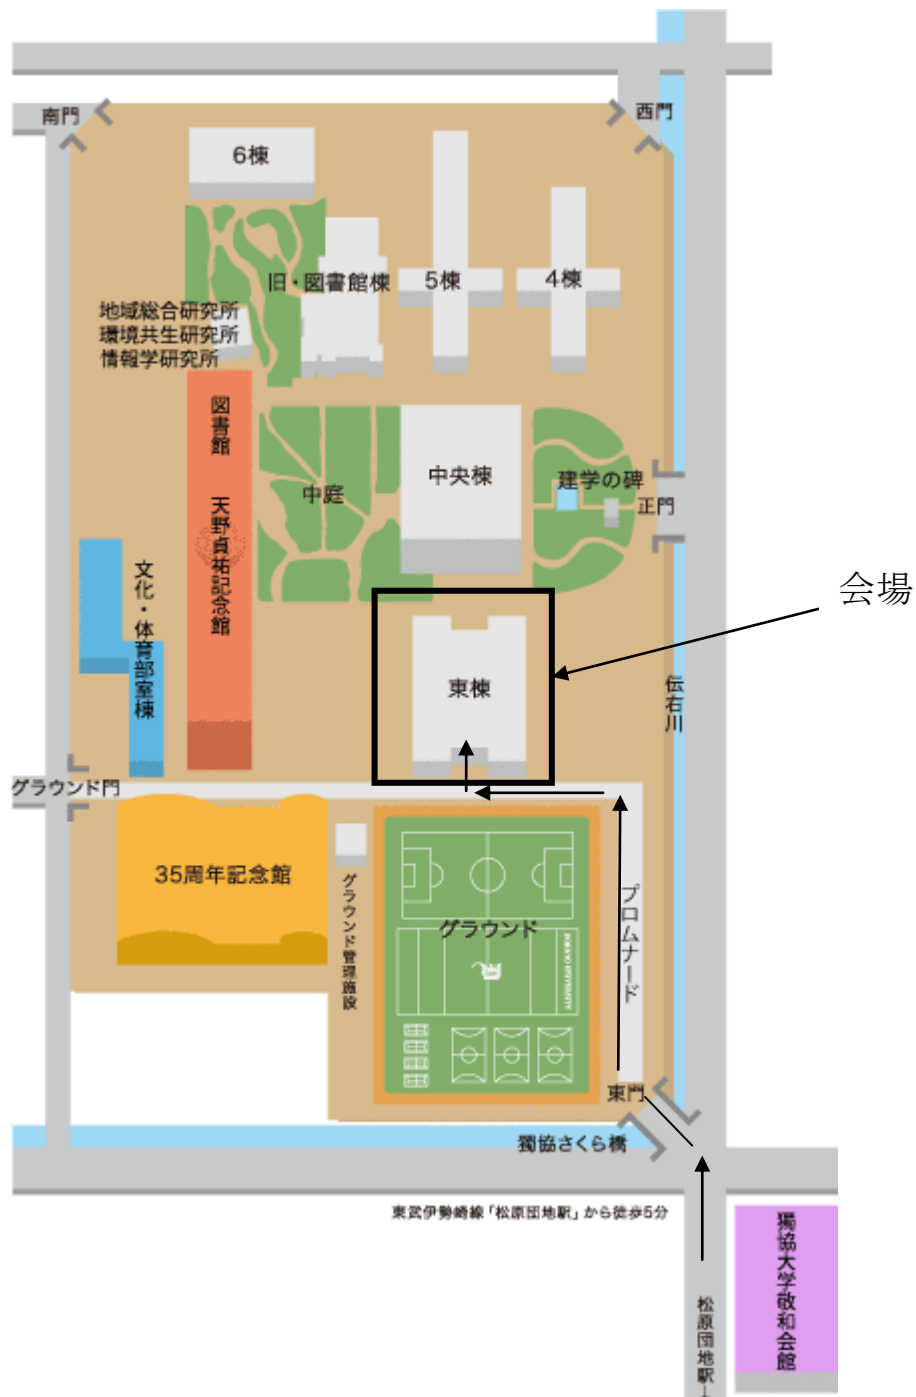 南門
西門
6棟
旧・図書館棟
5棟
4棟
地域総合研究所
環境共生研究所
情報学研究所
図書館 天野貞祐記念館
中庭
中央棟
建学の碑
正門
文化・体育部室棟
会場
東棟
伝右川
グラウンド門
35周年記念館
グラウンド管理施設
グラウンド
DOKKYO UNIVERSITY
プロムナード
東門
獨協さくら橋
東武伊勢崎線「松原団地駅」から徒歩5分
獨協大学敬和会館
松原団地駅